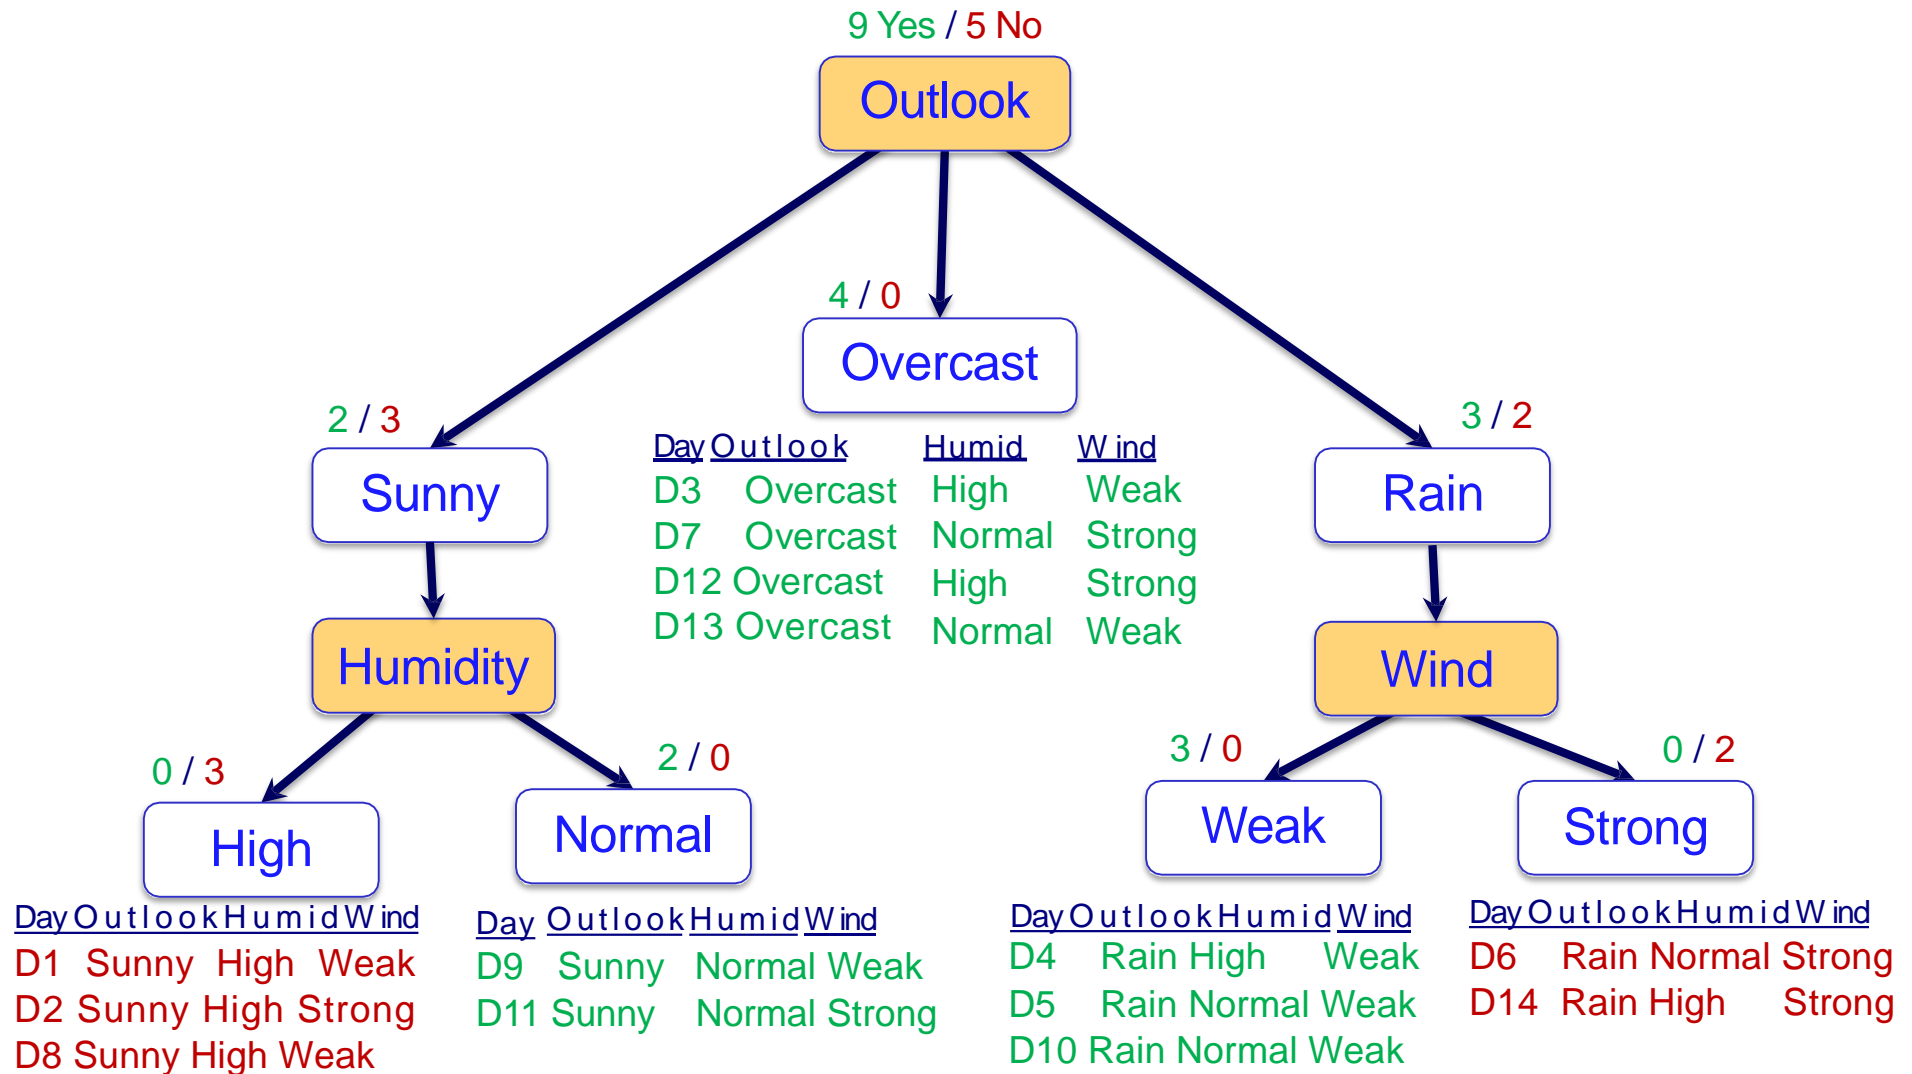 9 Yes / 5 No
Outlook
4 / 0
Overcast
2 / 3
Sunny
3 / 2
Rain
Day Outlook Humid Wind
D3 Overcast High Weak
D7 Overcast Normal Strong
D12 Overcast High Strong
D13 Overcast Normal Weak
Humidity
Wind
0 / 3
High
2 / 0
Normal
3 / 0
Weak
0 / 2
Strong
Day Outlook Humid Wind
D1 Sunny High Weak
D2 Sunny High Strong
D8 Sunny High Weak
Day Outlook Humid Wind
D9 Sunny Normal Weak
D11 Sunny Normal Strong
Day Outlook Humid Wind
D4 Rain High Weak
D5 Rain Normal Weak
D10 Rain Normal Weak
Day Outlook Humid Wind
D6 Rain Normal Strong
D14 Rain High Strong